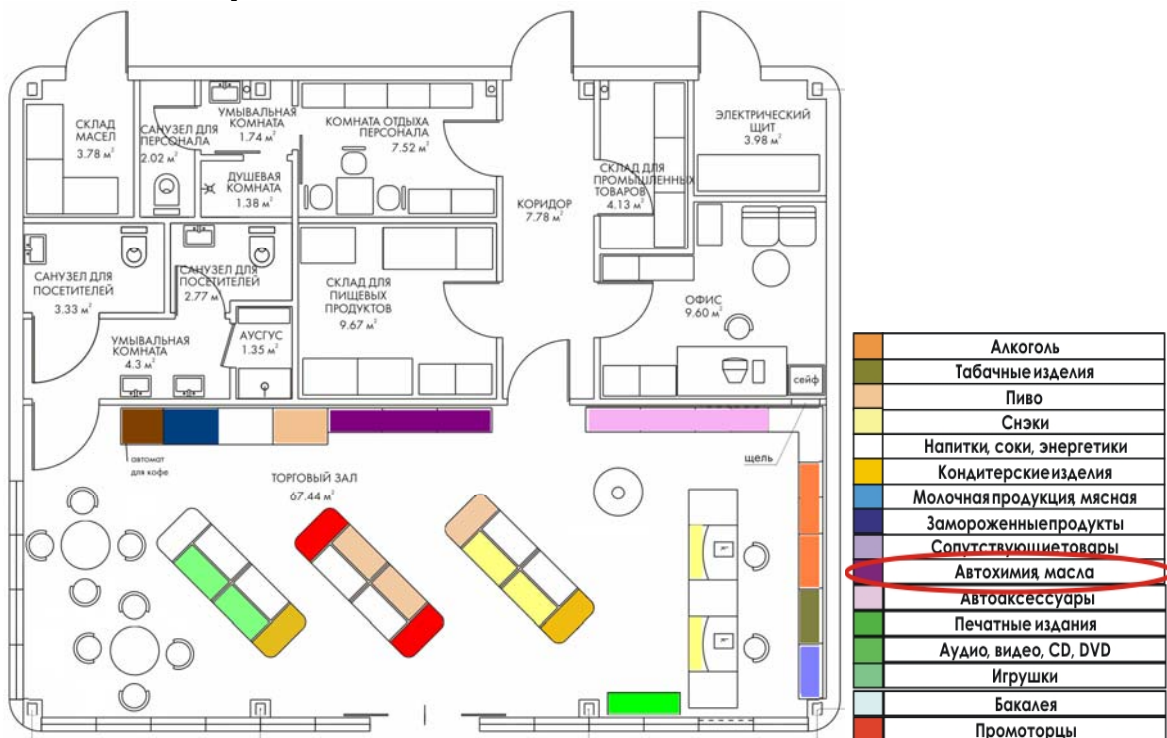 СКЛАД
МАСЕЛ
3.78 м²
САНУЗЕЛ ДЛЯ
ПЕРСОНАЛА
2.02 м²
УМЫВАЛЬНАЯ
КОМНАТА
1.74 м²
ДУШЕВАЯ
КОМНАТА
1.38 м²
КОМНАТА ОТДЫХА
ПЕРСОНАЛА
7.52 м²
КОРИДОР
7.78 м²
СКЛАД ДЛЯ
ПРОМЫШЛЕННЫХ
ТОВАРОВ
4.13 м²
ЭЛЕКТРИЧЕСКИЙ
ЩИТ
3.98 м²
САНУЗЕЛ ДЛЯ
ПОСЕТИТЕЛЕЙ
3.33 м²
САНУЗЕЛ ДЛЯ
ПОСЕТИТЕЛЕЙ
2.77 м
СКЛАД ДЛЯ
ПИЩЕВЫХ
ПРОДУКТОВ
9.67 м²
ОФИС
9.60 м²
УМЫВАЛЬНАЯ
КОМНАТА
4.3 м²
АУСГУС
1.35 м²
сейф
автомат
для кофе
щель
ТОРГОВЫЙ ЗАЛ
67.44 м²
Алкоголь
Табачные изделия
Пиво
Снэки
Напитки, соки, энергетики
Кондитерские изделия
Молочная продукция, мясная
Замороженные продукты
Сопутствующие товары
Автохимия, масла
Автоаксессуары
Печатные издания
Аудио, видео, CD, DVD
Игрушки
Бакалея
Промоторцы